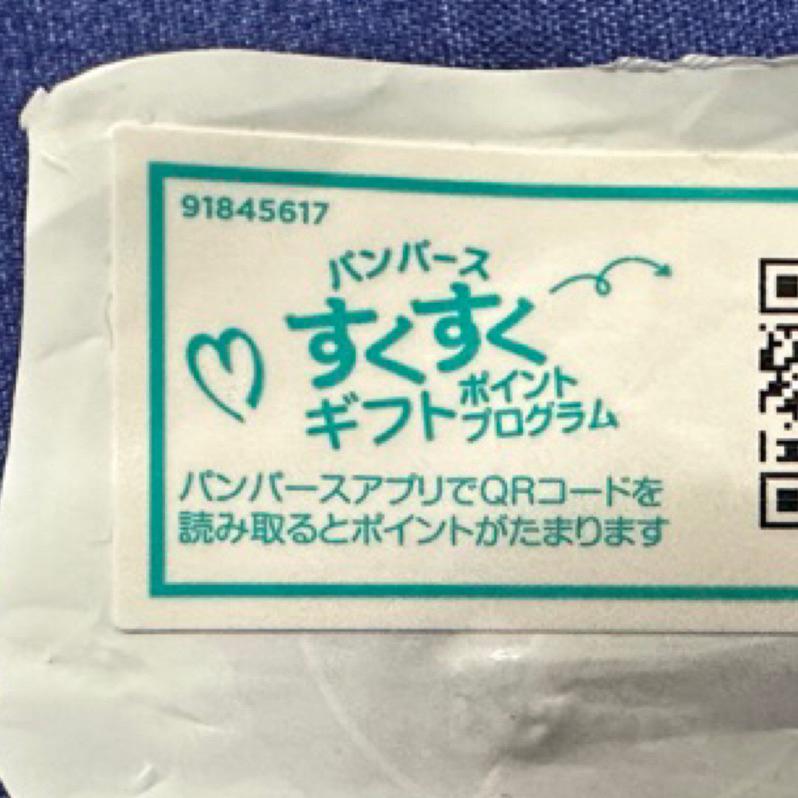 91845617
パンパース
すくすく
ギフトポイント
プログラム
パンパースアプリでQRコードを
読み取るとポイントがたまります